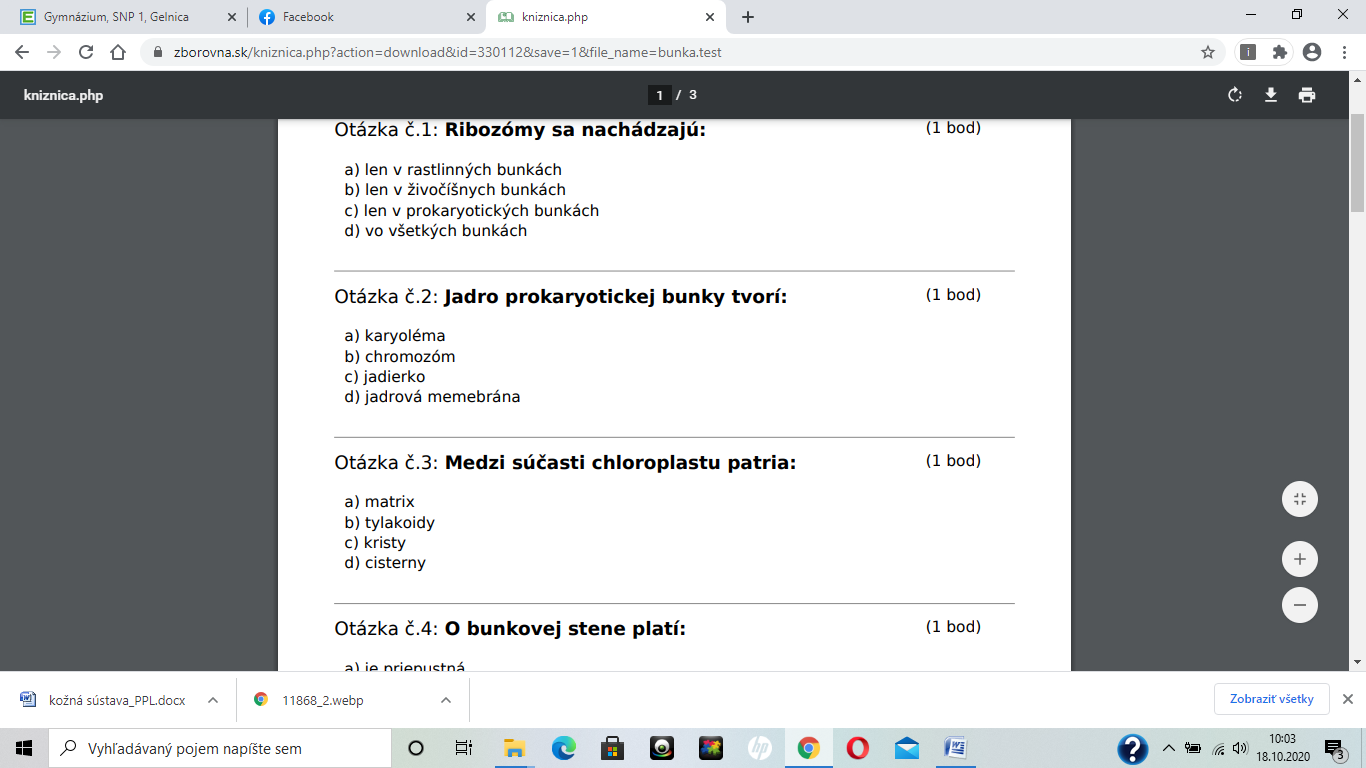 Gymnázium, SNP 1, Gelnica
Facebook
kniznica.php
zborovna.sk/kniznica.php?action=download&id=330112&save=1&file_name=bunka.test
kniznica.php
1 / 3
Otázka č.1: Ribozómy sa nachádzajú: (1 bod)
a) len v rastlinných bunkách
b) len v živočíšnych bunkách
c) len v prokaryotických bunkách
d) vo všetkých bunkách
Otázka č.2: Jadro prokaryotickej bunky tvorí: (1 bod)
a) karyoléma
b) chromozóm
c) jadierko
d) jadrová memebrána
Otázka č.3: Medzi súčasti chloroplastu patria: (1 bod)
a) matrix
b) tylakoidy
c) kristy
d) cisterny
Otázka č.4: O bunkovej stene platí: (1 bod)
a) je priepustná
kožná sústava_PPL.docx
11868_2.webp
Zobraziť všetky
Vyhľadávaný pojem napíšte sem
10:03
18.10.2020
3